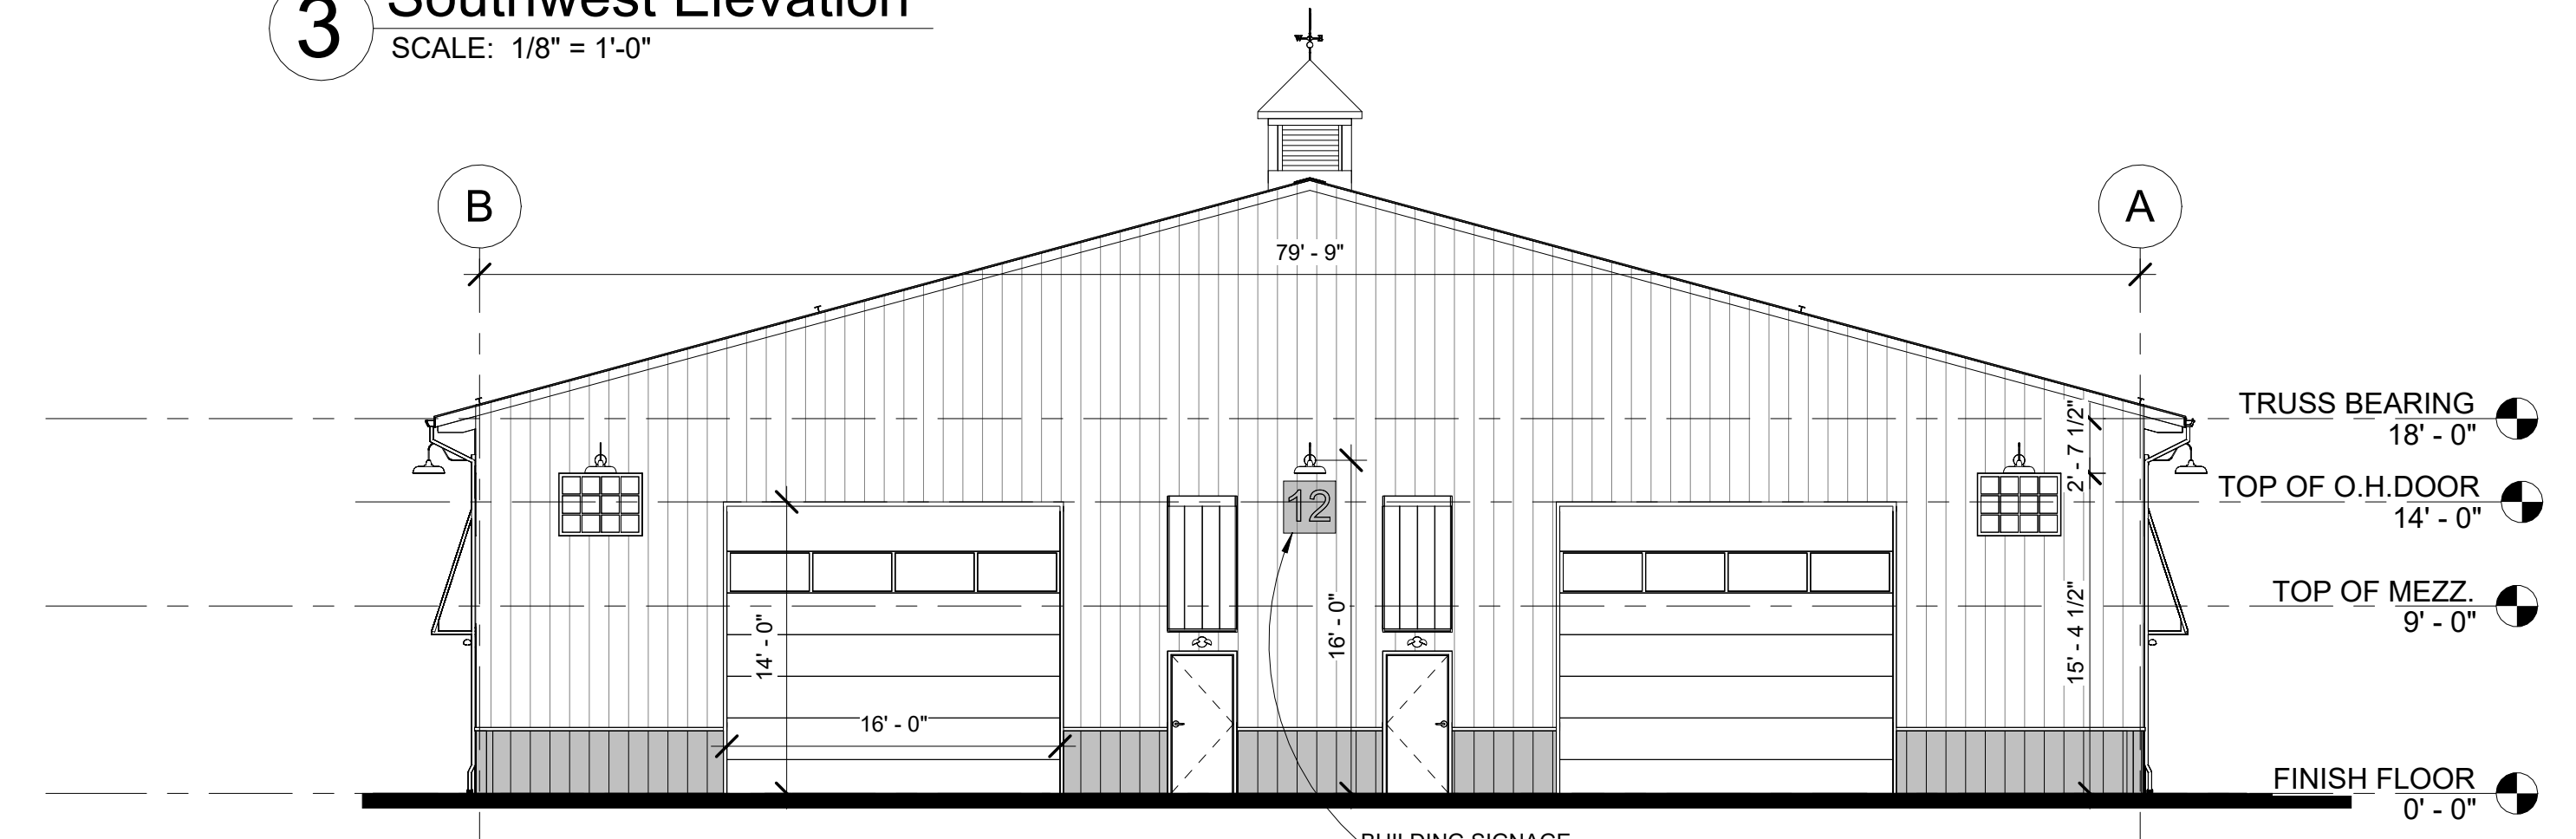 3
Southwest Elevation
SCALE: 1/8" = 1'-0"
W E
B
A
79' - 9"
TRUSS BEARING
18' - 0"
2' - 7 1/2"
TOP OF O.H.DOOR
14' - 0"
12
TOP OF MEZZ.
9' - 0"
14' - 0"
16' - 0"
15' - 4 1/2"
16' - 0"
FINISH FLOOR
0' - 0"
BUILDING SIGNAGE